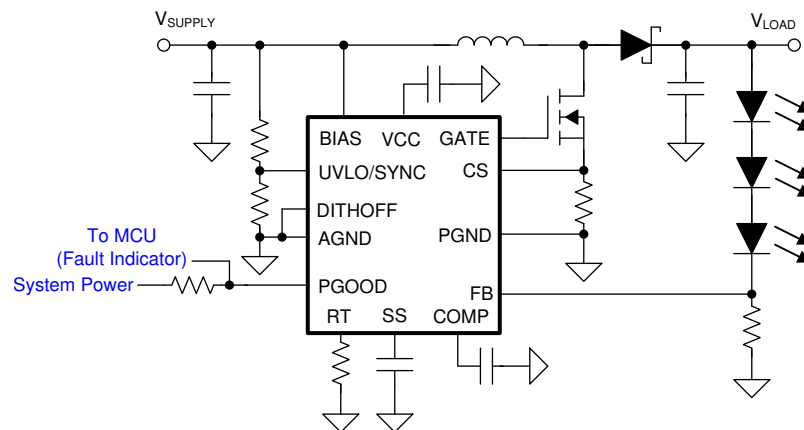 VSUPPLY
VLOAD
BIAS
VCC
GATE
UVLO/SYNC
CS
DITHOFF
AGND
PGND
To MCU
(Fault Indicator)
System Power
PGOOD
FB
RT
SS
COMP